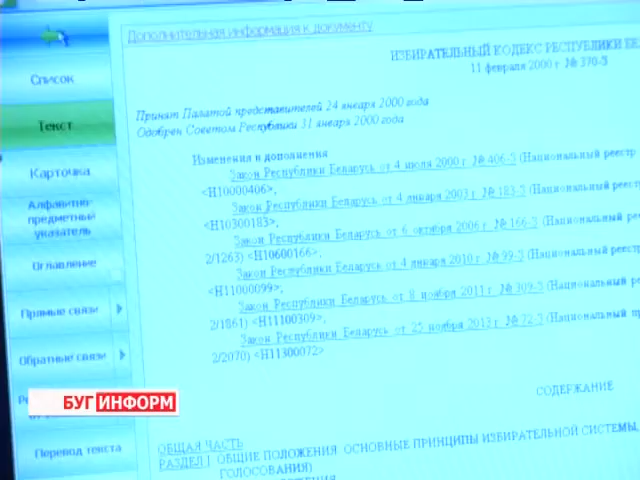 Дополнительная информация к документу
ИЗБИРАТЕЛЬНЫЙ КОДЕКС РЕСПУБЛИКИ БЕЛ
11 февраля 2000 г. № 370-З
Список
Текст
Карточка
Алфавитно-
предметный
указатель
Оглавление
Прямые связи
Обратные связи
Перевод текста
Принят Палатой представителей 24 января 2000 года
Одобрен Советом Республики 31 января 2000 года
Изменения и дополнения
Закон Республики Беларусь от 4 июля 2000 г. № 406-З (Национальный реестр
<H10000406>,
Закон Республики Беларусь от 4 января 2003 г. № 183-З (Национальный реест
<H10300183>,
Закон Республики Беларусь от 6 октября 2006 г. № 166-З (Национальный рее
2/1263) <H10600166>,
Закон Республики Беларусь от 4 января 2010 г. № 99-З (Национальный реестр
<H11000099>,
Закон Республики Беларусь от 8 ноября 2011 г. № 309-З (Национальный ре
2/1861) <H11100309>,
Закон Республики Беларусь от 25 ноября 2013 г. № 72-З (Национальный пр
2/2070) <H11300072>
СОДЕРЖАНИЕ
ОБЩАЯ ЧАСТЬ
РАЗДЕЛ I ОБЩИЕ ПОЛОЖЕНИЯ ОСНОВНЫЕ ПРИНЦИПЫ ИЗБИРАТЕЛЬНОЙ СИСТЕМЫ,
ГОЛОСОВАНИЯ)
БУГ ИНФОРМ